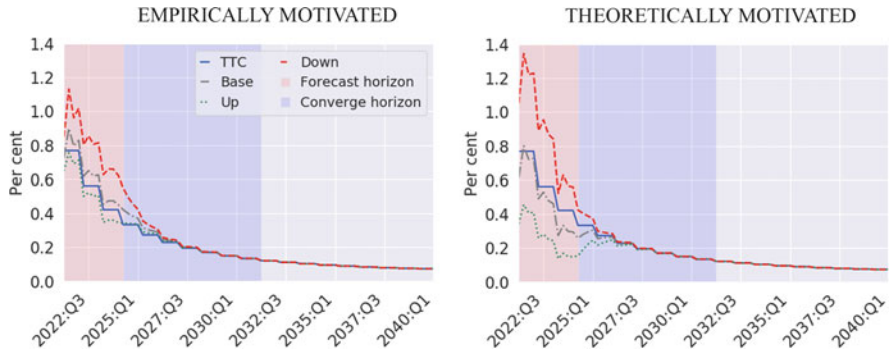 EMPIRICALLY MOTIVATED
1.4
1.2
1.0
0.8
0.6
0.4
0.2
0.0
Per cent
TTC
Base
Up
Down
Forecast horizon
Converge horizon
2022:Q3
2025:Q1
2027:Q3
2030:Q1
2032:Q3
2035:Q1
2037:Q3
2040:Q1
THEORETICALLY MOTIVATED
1.4
1.2
1.0
0.8
0.6
0.4
0.2
0.0
Per cent
2022:Q3
2025:Q1
2027:Q3
2030:Q1
2032:Q3
2035:Q1
2037:Q3
2040:Q1